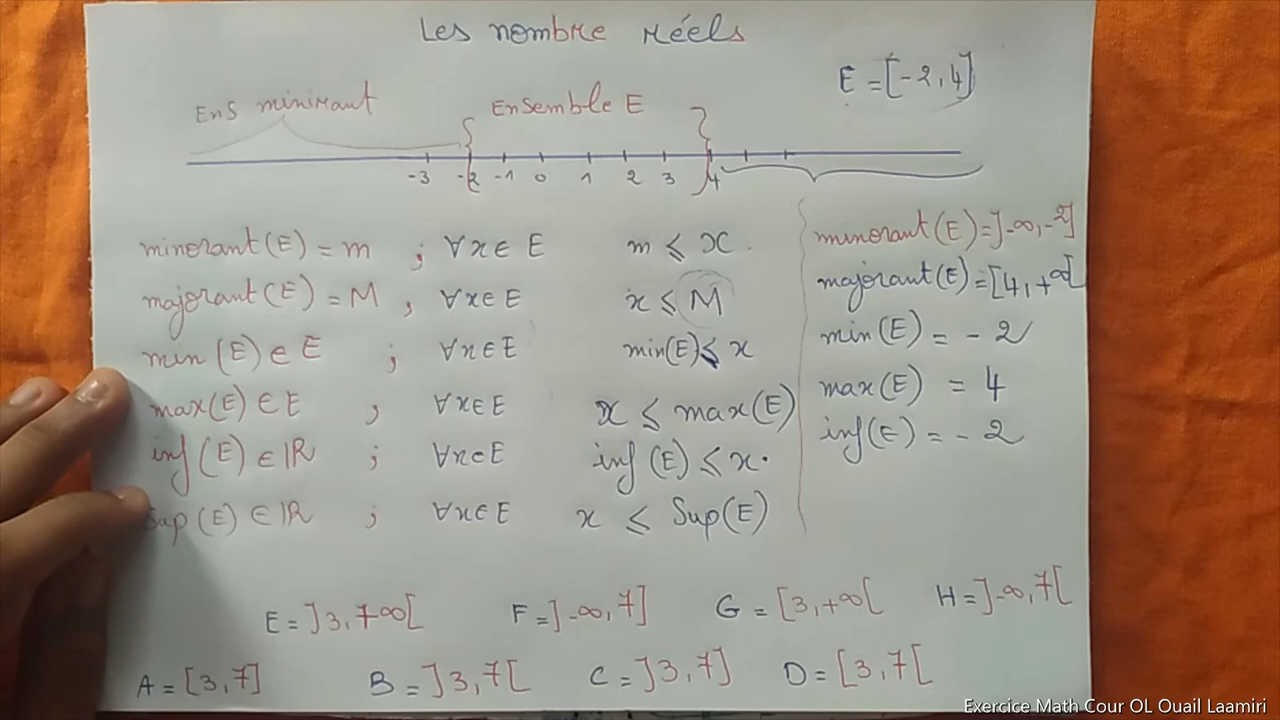 Les nombre réels
E = [-2, 4]
Ens minirant Ensemble E
-3 -2 -1 0 1 2 3 4
minorant(E) = m ; ∀x∈E m ⩽ x.
majorant(E) = M , ∀x∈E x ⩽ M
min(E) ∈ E ; ∀x∈E min(E) ⩽ x
max(E) ∈ E ; ∀x∈E x ⩽ max(E)
inf(E) ∈ IR ; ∀x∈E inf(E) ⩽ x.
Sup(E) ∈ IR ; ∀x∈E x ⩽ Sup(E)
minorant(E) = ]-∞, -2]
majorant(E) = [4, +∞[
min(E) = -2
max(E) = 4
inf(E) = -2
E = ]3, +∞[ F = ]-∞, 7] G = [3, +∞[ H = ]-∞, 7[
A = [3, 7] B = ]3, 7[ C = ]3, 7] D = [3, 7[
Exercice Math Cour OL Ouail Laamiri